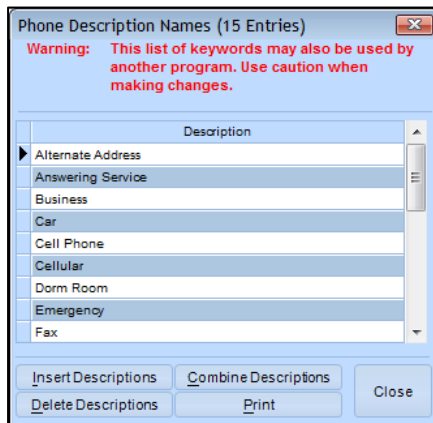 Phone Description Names (15 Entries)
Warning: This list of keywords may also be used by
another program. Use caution when
making changes.
Description
Alternate Address
Answering Service
Business
Car
Cell Phone
Cellular
Dorm Room
Emergency
Fax
Insert Descriptions
Combine Descriptions
Delete Descriptions
Print
Close